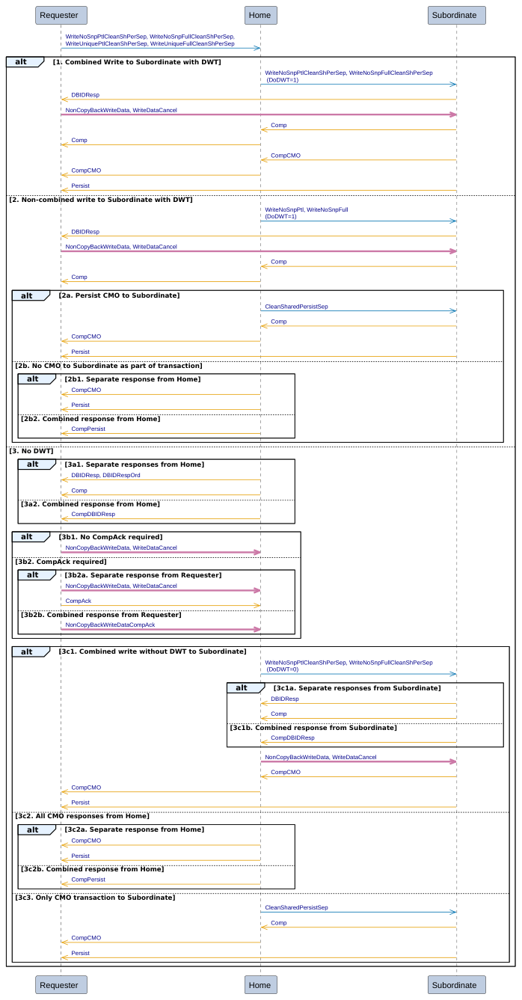 Requester Home Subordinate
WriteNoSnpPtlCleanShPerSep, WriteNoSnpFullCleanShPerSep,
WriteUniquePtlCleanShPerSep, WriteUniqueFullCleanShPerSep
alt [1. Combined Write to Subordinate with DWT]
WriteNoSnpPtlCleanShPerSep, WriteNoSnpFullCleanShPerSep
(DoDWT=1)
DBIDResp
NonCopyBackWriteData, WriteDataCancel
Comp
Comp
CompCMO
CompCMO
Persist
[2. Non-combined write to Subordinate with DWT]
WriteNoSnpPtl, WriteNoSnpFull
(DoDWT=1)
DBIDResp
NonCopyBackWriteData, WriteDataCancel
Comp
Comp
alt [2a. Persist CMO to Subordinate]
CleanSharedPersistSep
Comp
CompCMO
Persist
[2b. No CMO to Subordinate as part of transaction]
alt [2b1. Separate response from Home]
CompCMO
Persist
[2b2. Combined response from Home]
CompPersist
[3. No DWT]
alt [3a1. Separate responses from Home]
DBIDResp, DBIDRespOrd
Comp
[3a2. Combined response from Home]
CompDBIDResp
alt [3b1. No CompAck required]
NonCopyBackWriteData, WriteDataCancel
[3b2. CompAck required]
alt [3b2a. Separate response from Requester]
NonCopyBackWriteData, WriteDataCancel
CompAck
[3b2b. Combined response from Requester]
NonCopyBackWriteDataCompAck
alt [3c1. Combined write without DWT to Subordinate]
WriteNoSnpPtlCleanShPerSep, WriteNoSnpFullCleanShPerSep
(DoDWT=0)
alt [3c1a. Separate responses from Subordinate]
DBIDResp
Comp
[3c1b. Combined response from Subordinate]
CompDBIDResp
NonCopyBackWriteData, WriteDataCancel
CompCMO
CompCMO
Persist
[3c2. All CMO responses from Home]
alt [3c2a. Separate response from Home]
CompCMO
Persist
[3c2b. Combined response from Home]
CompPersist
[3c3. Only CMO transaction to Subordinate]
CleanSharedPersistSep
Comp
CompCMO
Persist
Requester Home Subordinate